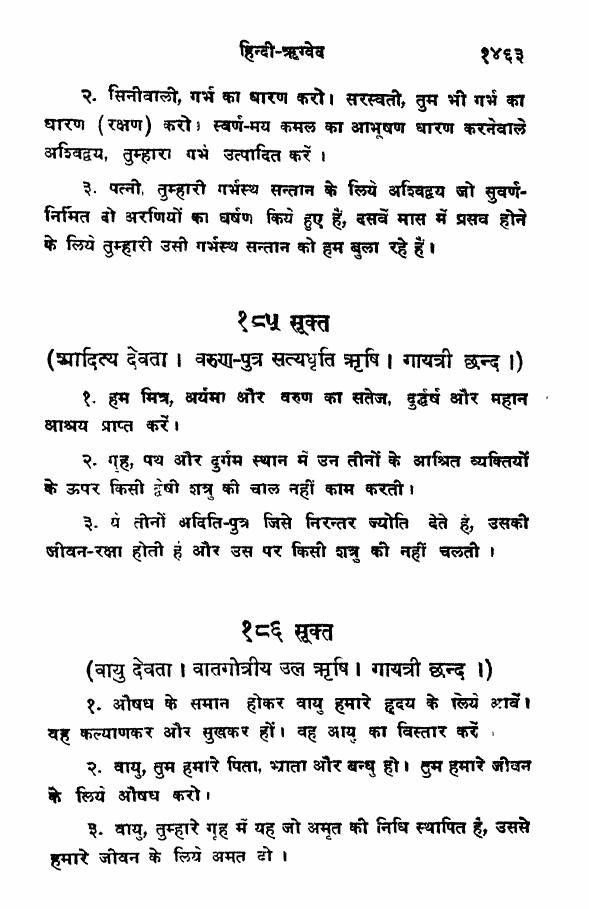 हिन्दी-ऋग्वेद १४६३
२. सिनीवाली, गर्भ का धारण करो। सरस्वती, तुम भी गर्भ का
धारण (रक्षण) करो। स्वर्ण-मय कमल का आभूषण धारण करनेवाले
अश्विद्वय, तुम्हारा गर्भ उत्पादित करें ।
३. पत्नी, तुम्हारी गर्भस्थ सन्तान के लिये अश्विद्वय जो सुवर्ण-
निर्मित दो अरणियों का घर्षण किये हुए हैं, दसवें मास में प्रसव होने
के लिये तुम्हारी उसी गर्भस्थ सन्तान को हम बुला रहे हैं।
१८५ सूक्त
(आदित्य देवता । वरुण-पुत्र सत्यधृति ऋषि । गायत्री छन्द ।)
१. हम मित्र, अर्यमा और वरुण का सतेज, दुर्द्धर्ष और महान
आश्रय प्राप्त करें।
२. गृह, पथ और दुर्गम स्थान में उन तीनों के आश्रित व्यक्तियों
के ऊपर किसी द्वेषी शत्रु की चाल नहीं काम करती।
३. ये तीनों अदिति-पुत्र जिसे निरन्तर ज्योति देते हैं, उसकी
जीवन-रक्षा होती है और उस पर किसी शत्रु की नहीं चलती ।
१८६ सूक्त
(वायु देवता । वातगोत्रीय उल ऋषि । गायत्री छन्द ।)
१. औषध के समान होकर वायु हमारे हृदय के लिये आवें।
वह कल्याणकर और सुखकर हों। वह आयु का विस्तार करें ।
२. वायु, तुम हमारे पिता, भ्राता और बन्धु हो। तुम हमारे जीवन
के लिये औषध करो।
३. वायु, तुम्हारे गृह में यह जो अमृत की निधि स्थापित है, उससे
हमारे जीवन के लिये अमृत दो ।